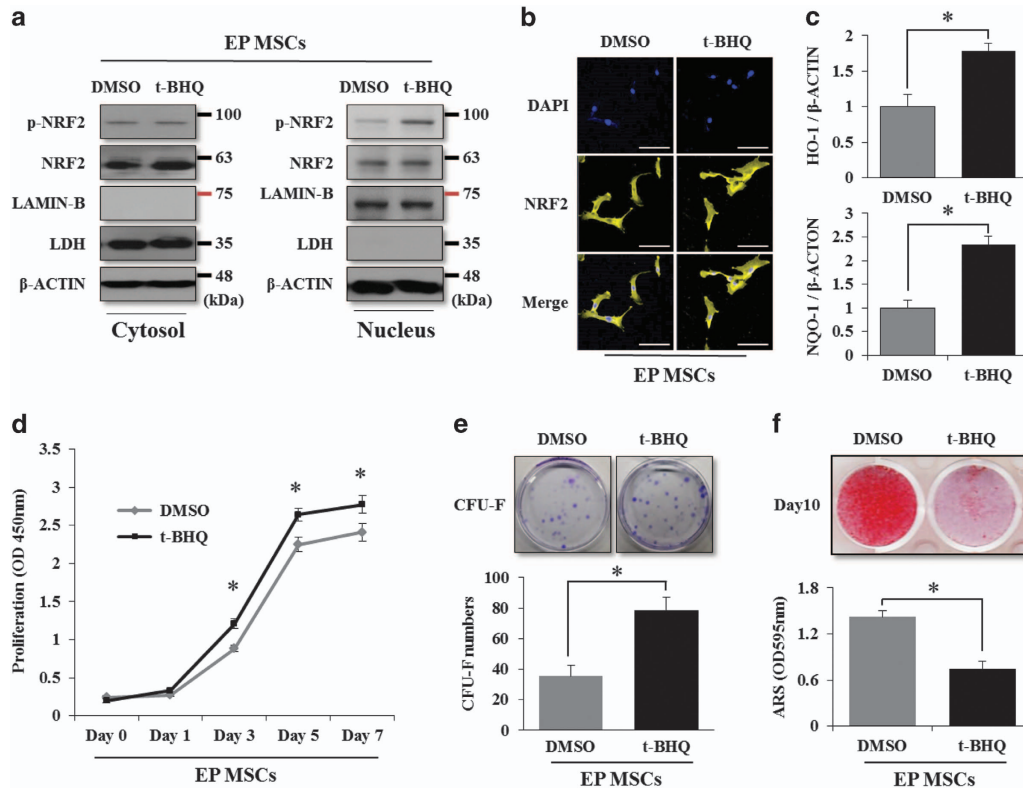 a
EP MSCs
DMSO t-BHQ
p-NRF2 100
NRF2 63
LAMIN-B 75
LDH 35
β-ACTIN 48
(kDa)
Cytosol
DMSO t-BHQ
p-NRF2 100
NRF2 63
LAMIN-B 75
LDH 35
β-ACTIN 48
(kDa)
Nucleus
b
DMSO t-BHQ
DAPI
NRF2
Merge
EP MSCs
c
HO-1 / β-ACTIN
2
1.5
1
0.5
0
*
DMSO t-BHQ
NQO-1 / β-ACTON
3
2.5
2
1.5
1
0.5
0
*
DMSO t-BHQ
d
Proliferation (OD 450nm)
3.5
3
2.5
2
1.5
1
0.5
0
DMSO
t-BHQ
* * *
Day 0 Day 1 Day 3 Day 5 Day 7
EP MSCs
e
DMSO t-BHQ
CFU-F
CFU-F numbers
100
80
60
40
20
0
*
DMSO t-BHQ
EP MSCs
f
DMSO t-BHQ
Day10
ARS (OD595nm)
1.8
1.2
0.6
0
*
DMSO t-BHQ
EP MSCs